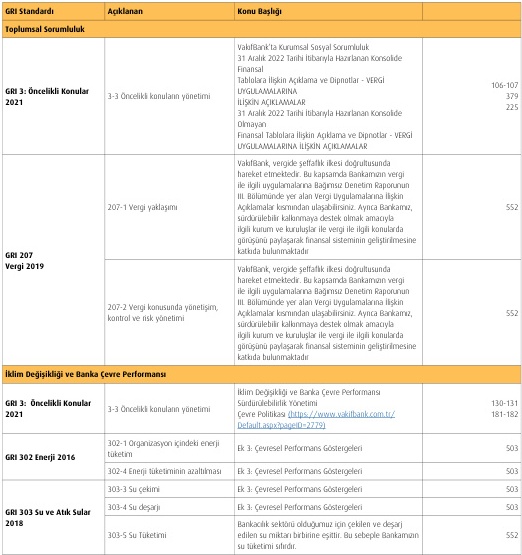 GRI Standardı Açıklanan Konu Başlığı
Toplumsal Sorumluluk
GRI 3: Öncelikli Konular
2021
3-3 Öncelikli konuların yönetimi
VakıfBank'ta Kurumsal Sosyal Sorumluluk
31 Aralık 2022 Tarihi İtibarıyla Hazırlanan Konsolide
Finansal
Tablolara İlişkin Açıklama ve Dipnotlar - VERGİ
UYGULAMALARINA
İLİŞKİN AÇIKLAMALAR
31 Aralık 2022 Tarihi İtibarıyla Hazırlanan Konsolide
Olmayan
Finansal Tablolara İlişkin Açıklama ve Dipnotlar - VERGİ
UYGULAMALARINA İLİŞKİN AÇIKLAMALAR
106-107
379
225
GRI 207
Vergi 2019
207-1 Vergi yaklaşımı
VakıfBank, vergide şeffaflık ilkesi doğrultusunda
hareket etmektedir. Bu kapsamda Bankamızın vergi
ile ilgili uygulamalarına Bağımsız Denetim Raporunun
III. Bölümünde yer alan Vergi Uygulamalarına İlişkin
Açıklamalar kısmından ulaşabilirsiniz. Ayrıca Bankamız,
sürdürülebilir kalkınmaya destek olmak amacıyla
ilgili kurum ve kuruluşlar ile vergi ile ilgili konularda
görüşünü paylaşarak finansal sisteminin geliştirilmesine
katkıda bulunmaktadır
552
207-2 Vergi konusunda yönetişim,
kontrol ve risk yönetimi
VakıfBank, vergide şeffaflık ilkesi doğrultusunda
hareket etmektedir. Bu kapsamda Bankamızın vergi
ile ilgili uygulamalarına Bağımsız Denetim Raporunun
III. Bölümünde yer alan Vergi Uygulamalarına İlişkin
Açıklamalar kısmından ulaşabilirsiniz. Ayrıca Bankamız,
sürdürülebilir kalkınmaya destek olmak amacıyla
ilgili kurum ve kuruluşlar ile vergi ile ilgili konularda
görüşünü paylaşarak finansal sisteminin geliştirilmesine
katkıda bulunmaktadır
552
İklim Değişikliği ve Banka Çevre Performansı
GRI 3: Öncelikli Konular
2021
3-3 Öncelikli konuların yönetimi
İklim Değişikliği ve Banka Çevre Performansı
Sürdürülebilirlik Yönetimi
Çevre Politikası (https://www.vakifbank.com.tr/
Default.aspx?pageID=2779)
130-131
181-182
GRI 302 Enerji 2016
302-1 Organizasyon içindeki enerji
tüketim
Ek 3: Çevresel Performans Göstergeleri
503
302-4 Enerji tüketiminin azaltılması
Ek 3: Çevresel Performans Göstergeleri
503
GRI 303 Su ve Atık Sular
2018
303-3 Su çekimi
Ek 3: Çevresel Performans Göstergeleri
503
303-4 Su deşarjı
Ek 3: Çevresel Performans Göstergeleri
503
303-5 Su Tüketimi
Bankacılık sektörü olduğumuz için çekilen ve deşarj
edilen su miktarı birbirine eşittir. Bu sebeple Bankamızın
su tüketimi sıfırdır.
552